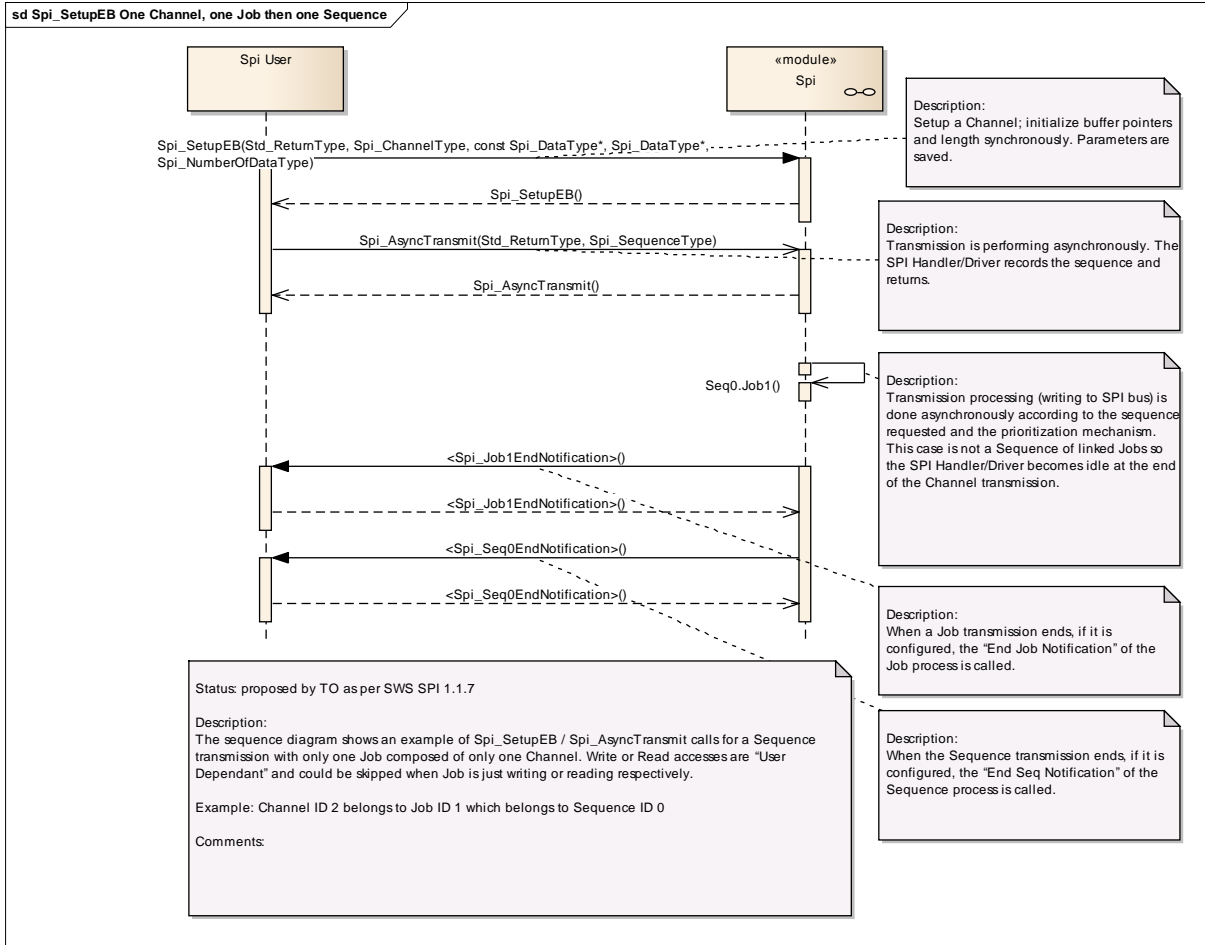 sd Spi_SetupEB One Channel, one Job then one Sequence
Spi User
«module»
Spi
Description:
Setup a Channel; initialize buffer pointers
and length synchronously. Parameters are
saved.
Spi_SetupEB(Std_ReturnType, Spi_ChannelType, const Spi_DataType*, Spi_DataType*,
Spi_NumberOfDataType)
Spi_SetupEB()
Description:
Transmission is performing asynchronously. The
SPI Handler/Driver records the sequence and
returns.
Spi_AsyncTransmit(Std_ReturnType, Spi_SequenceType)
Spi_AsyncTransmit()
Seq0.Job1()
Description:
Transmission processing (writing to SPI bus) is
done asynchronously according to the sequence
requested and the prioritization mechanism.
This case is not a Sequence of linked Jobs so
the SPI Handler/Driver becomes idle at the end
of the Channel transmission.
<Spi_Job1EndNotification>()
<Spi_Job1EndNotification>()
<Spi_Seq0EndNotification>()
<Spi_Seq0EndNotification>()
Description:
When a Job transmission ends, if it is
configured, the “End Job Notification” of the
Job process is called.
Status: proposed by TO as per SWS SPI 1.1.7
Description:
The sequence diagram shows an example of Spi_SetupEB / Spi_AsyncTransmit calls for a Sequence
transmission with only one Job composed of only one Channel. Write or Read accesses are “User
Dependant” and could be skipped when Job is just writing or reading respectively.
Example: Channel ID 2 belongs to Job ID 1 which belongs to Sequence ID 0
Comments:
Description:
When the Sequence transmission ends, if it is
configured, the “End Seq Notification” of the
Sequence process is called.